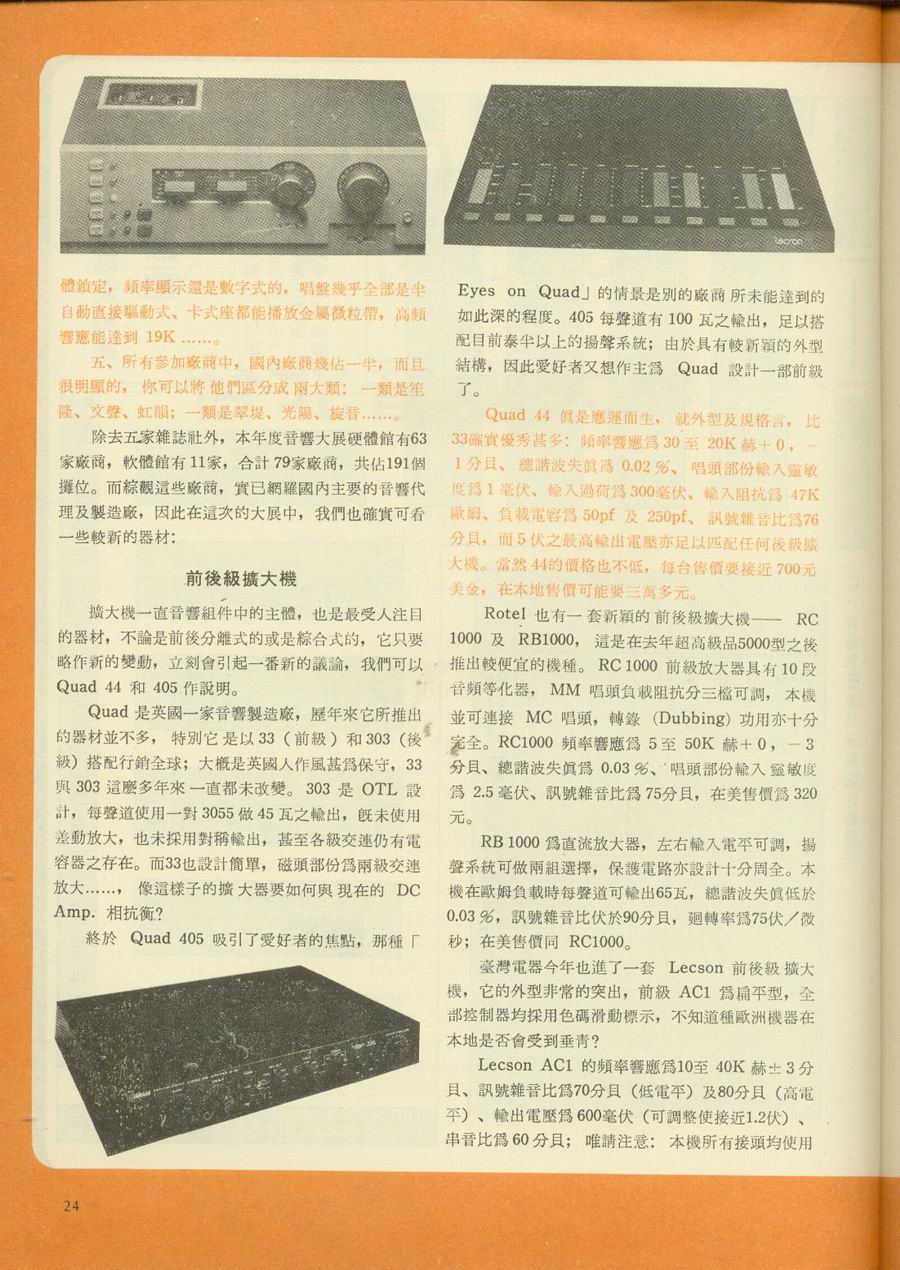 lecson
體鎖定，頻率顯示還是數字式的，唱盤幾乎全部是半
自動直接驅動式、卡式座都能播放金屬微粒帶，高頻
響應能達到 19K ……。
五、所有參加廠商中，國內廠商幾佔一半，而且
很明顯的，你可以將他們區分成兩大類：一類是笙
隆、文聲、虹韻；一類是翠堤、光陽、旋音……。
除去五家雜誌社外，本年度音響大展硬體館有63
家廠商，軟體館有11家，合計79家廠商，共佔191個
攤位。而綜觀這些廠商，實已網羅國內主要的音響代
理及製造廠，因此在這次的大展中，我們也確實可看
一些較新的器材：
前後級擴大機
擴大機一直音響組件中的主體，也是最受人注目
的器材，不論是前後分離式的或是綜合式的，它只要
略作新的變動，立刻會引起一番新的議論，我們可以
Quad 44 和 405 作說明。
Quad 是英國一家音響製造廠，歷年來它所推出
的器材並不多，特別它是以33（前級）和303（後
級）搭配行銷全球；大概是英國人作風甚爲保守，33
與 303 這麽多年來一直都未改變。303 是 OTL 設
計，每聲道使用一對 3055 做 45 瓦之輸出，旣未使用
差動放大，也未採用對稱輸出，甚至各級交連仍有電
容器之存在。而33也設計簡單，磁頭部份爲兩級交連
放大……，像這樣子的擴大器要如何與現在的 DC
Amp. 相抗衡？
終於 Quad 405 吸引了愛好者的焦點，那種「
Eyes on Quad」的情景是別的廠商所未能達到的
如此深的程度。405 每聲道有 100 瓦之輸出，足以搭
配目前泰半以上的揚聲系統；由於具有較新穎的外型
結構，因此愛好者又想作主爲 Quad 設計一部前級
了。
Quad 44 眞是應運而生，就外型及規格言，比
33確實優秀甚多：頻率響應爲 30 至 20K 赫＋0，－
1 分貝、總諧波失眞爲 0.02 %、唱頭部份輸入靈敏
度爲 1 毫伏、輸入過荷爲 300毫伏、輸入阻抗爲 47K
歐姆、負載電容爲 50pf 及 250pf、訊號雜音比爲76
分貝，而 5 伏之最高輸出電壓亦足以匹配任何後級擴
大機。當然 44的價格也不低，每台售價要接近 700元
美金，在本地售價可能要三萬多元。
Rotel 也有一套新穎的前後級擴大機—— RC
1000 及 RB1000，這是在去年超高級品5000型之後
推出較便宜的機種。RC 1000 前級放大器具有 10 段
音頻等化器，MM 唱頭負載阻抗分三檔可調，本機
並可連接 MC 唱頭，轉錄（Dubbing）功用亦十分
完全。RC1000 頻率響應爲 5 至 50K 赫＋0，－3
分貝、總諧波失眞爲 0.03 %、唱頭部份輸入靈敏度
爲 2.5 毫伏、訊號雜音比爲 75分貝，在美售價爲 320
元。
RB 1000 爲直流放大器，左右輸入電平可調，揚
聲系統可做兩組選擇，保護電路亦設計十分周全。本
機在歐姆負載時每聲道可輸出65瓦，總諧波失眞低於
0.03 %，訊號雜音比伏於90分貝，廻轉率爲75伏／微
秒；在美售價同 RC1000。
臺灣電器今年也進了一套 Lecson 前後級擴大
機，它的外型非常的突出，前級 AC1 爲扁平型，全
部控制器均採用色碼滑動標示，不知道種歐洲機器在
本地是否會受到垂青？
Lecson AC1 的頻率響應爲10至 40K 赫±3 分
貝、訊號雜音比爲70分貝（低電平）及80分貝（高電
平）、輸出電壓爲 600毫伏（可調整使接近1.2伏）、
串音比爲 60 分貝；唯請注意：本機所有接頭均使用
24